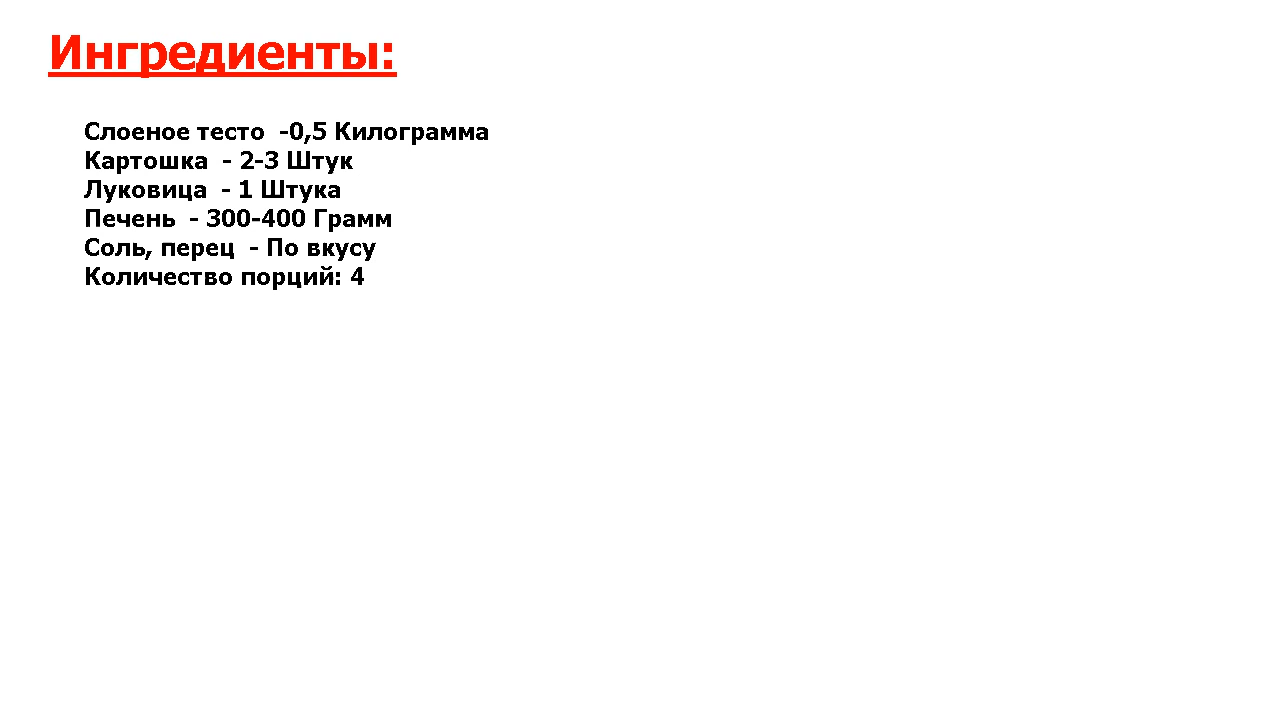 Ингредиенты:
Слоеное тесто  -0,5 Килограмма
Картошка  - 2-3 Штук
Луковица  - 1 Штука
Печень  - 300-400 Грамм
Соль, перец  - По вкусу
Количество порций: 4